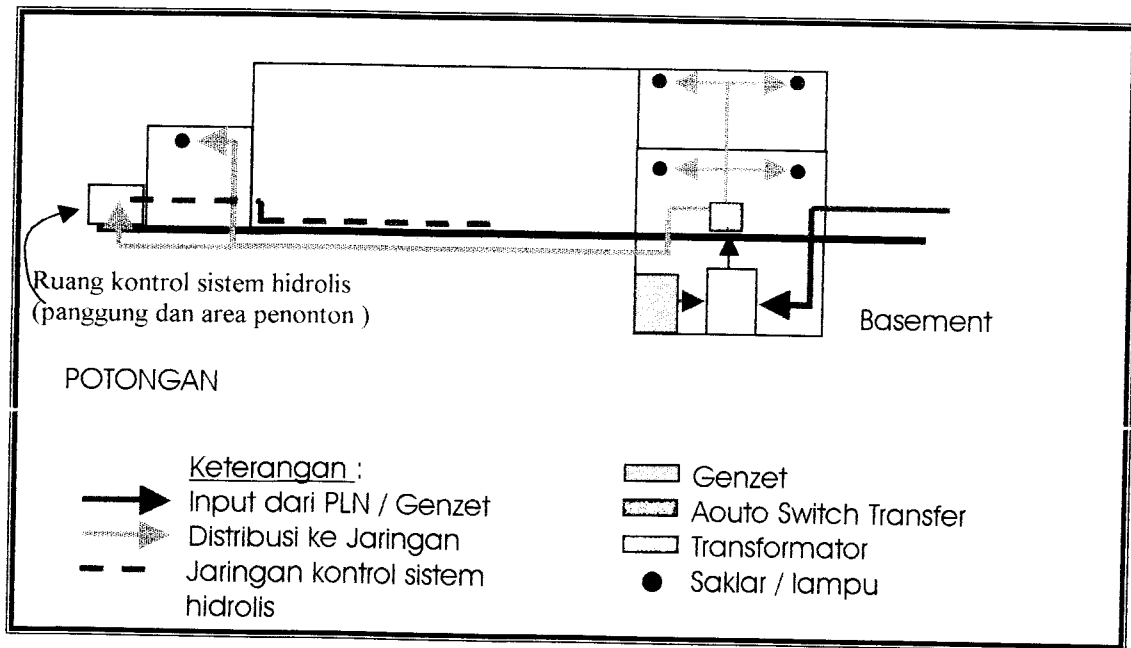 Ruang kontrol sistem hidrolis
(panggung dan area penonton )
Basement
POTONGAN
Keterangan :
Input dari PLN / Genzet
Distribusi ke Jaringan
Jaringan kontrol sistem
hidrolis
Genzet
Aouto Switch Transfer
Transformator
Saklar / lampu